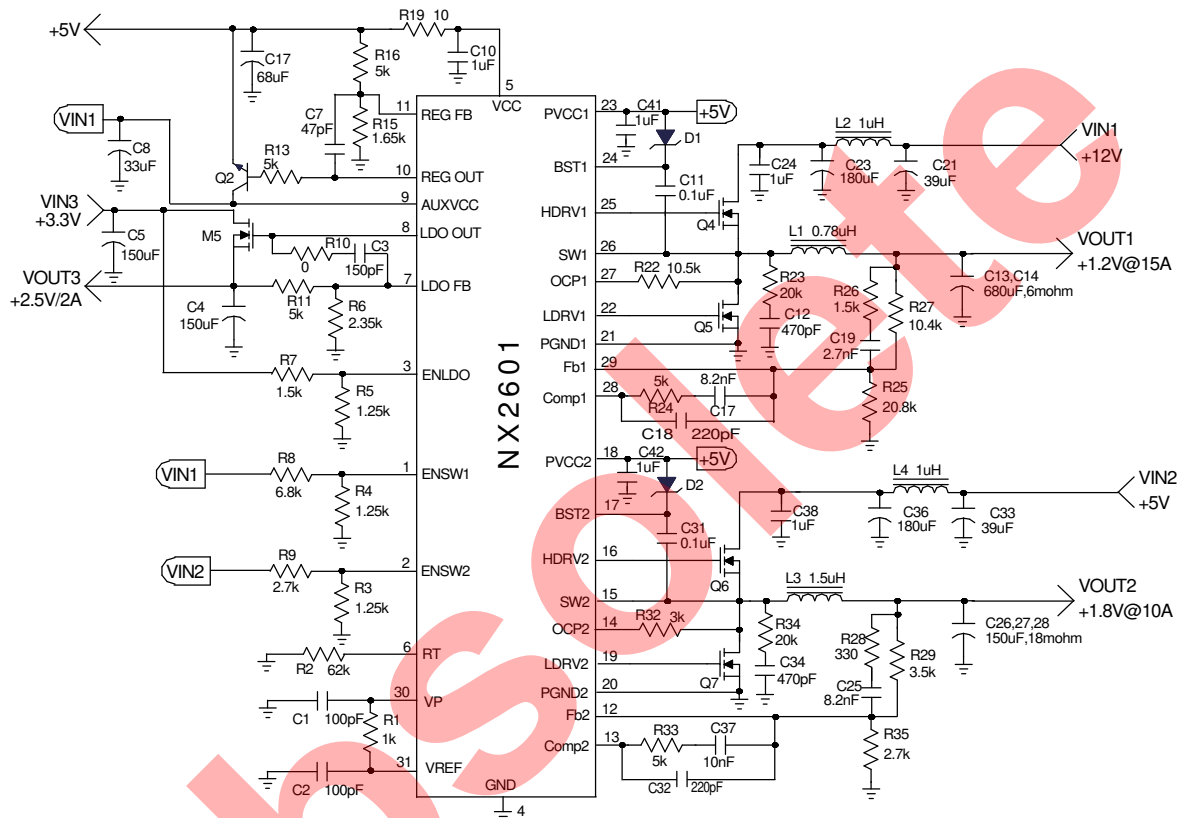 +5V
R19 10
C17
68uF
R16
5k
C10
1uF
5
VCC
VIN1
C8
33uF
C7
47pF
R15
1.65k
11
REG FB
R13
5k
Q2
10
REG OUT
9
AUXVCC
VIN3
+3.3V
C5
150uF
M5
8
LDO OUT
R10
0
C3
150pF
VOUT3
+2.5V/2A
7
LDO FB
C4
150uF
R11
5k
R6
2.35k
R7
1.5k
3
ENLDO
R5
1.25k
VIN1
R8
6.8k
1
ENSW1
R4
1.25k
VIN2
R9
2.7k
2
ENSW2
R3
1.25k
R2
62k
6
RT
C1
100pF
30
VP
R1
1k
C2
100pF
31
VREF
GND
4
NX2601
PVCC1
23
C41
1uF
+5V
D1
BST1
24
C11
0.1uF
HDRV1
25
Q4
C24
1uF
C23
180uF
L2 1uH
C21
39uF
VIN1
+12V
SW1
26
L1 0.78uH
VOUT1
+1.2V@15A
OCP1
27
R22 10.5k
R23
20k
C12
470pF
C13,C14
680uF,6mohm
LDRV1
22
Q5
R26
1.5k
R27
10.4k
C19
2.7nF
PGND1
21
Fb1
29
Comp1
28
5k
R24
8.2nF
C17
C18
220pF
R25
20.8k
PVCC2
18
C42
1uF
+5V
D2
BST2
17
C31
0.1uF
HDRV2
16
Q6
C38
1uF
C36
180uF
L4 1uH
C33
39uF
VIN2
+5V
SW2
15
L3 1.5uH
VOUT2
+1.8V@10A
OCP2
14
R32 3k
R34
20k
C34
470pF
C26,27,28
150uF,18mohm
LDRV2
19
Q7
R28
330
R29
3.5k
C25
8.2nF
PGND2
20
Fb2
12
Comp2
13
R33
5k
C37
10nF
C32
220pF
R35
2.7k
bsolete